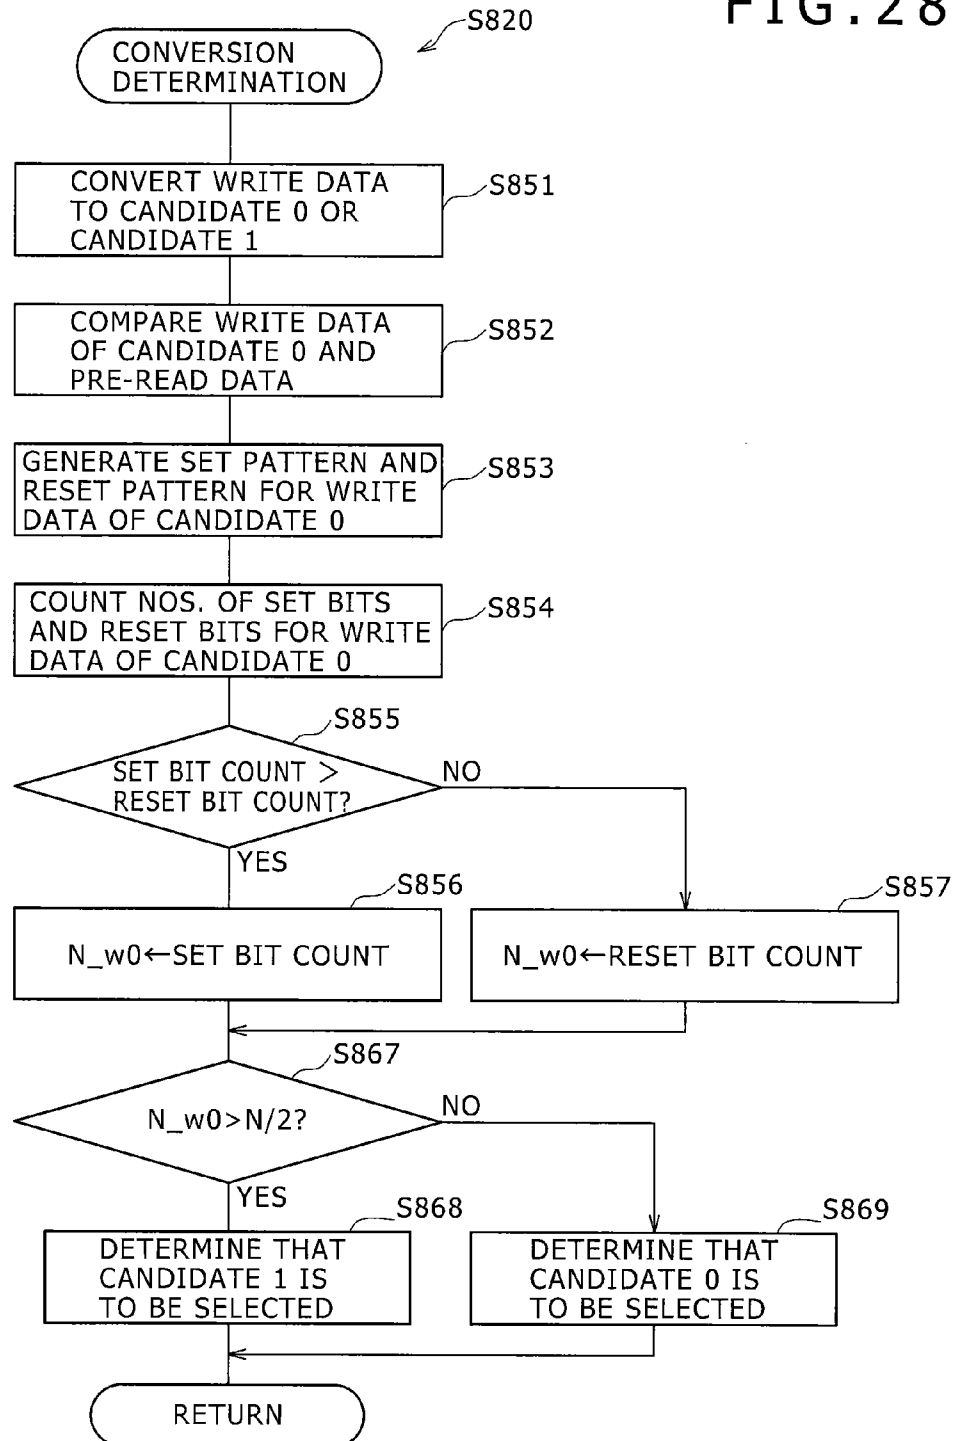 FIG.28
S820
CONVERSION
DETERMINATION
S851
CONVERT WRITE DATA
TO CANDIDATE 0 OR
CANDIDATE 1
S852
COMPARE WRITE DATA
OF CANDIDATE 0 AND
PRE-READ DATA
S853
GENERATE SET PATTERN AND
RESET PATTERN FOR WRITE
DATA OF CANDIDATE 0
S854
COUNT NOS. OF SET BITS
AND RESET BITS FOR WRITE
DATA OF CANDIDATE 0
S855
SET BIT COUNT >
RESET BIT COUNT?
NO
YES
S856
N_w0←SET BIT COUNT
S857
N_w0←RESET BIT COUNT
S867
N_w0>N/2?
NO
YES
S868
DETERMINE THAT
CANDIDATE 1 IS
TO BE SELECTED
S869
DETERMINE THAT
CANDIDATE 0 IS
TO BE SELECTED
RETURN